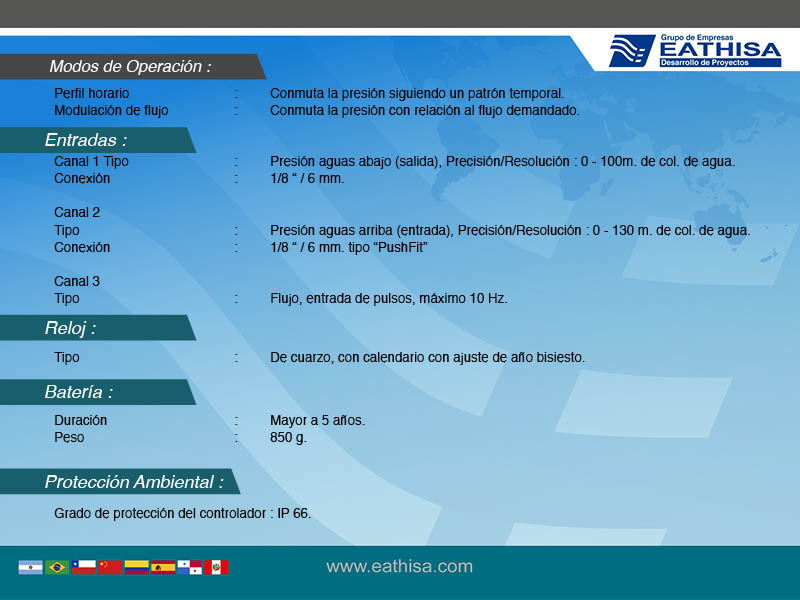 Grupo de Empresas
EATHISA
Desarrollo de Proyectos
Modos de Operación :
Perfil horario : Conmuta la presión siguiendo un patrón temporal.
Modulación de flujo : Conmuta la presión con relación al flujo demandado.
Entradas :
Canal 1 Tipo : Presión aguas abajo (salida), Precisión/Resolución : 0 - 100m. de col. de agua.
Conexión : 1/8 “ / 6 mm.
Canal 2
Tipo : Presión aguas arriba (entrada), Precisión/Resolución : 0 - 130 m. de col. de agua.
Conexión : 1/8 “ / 6 mm. tipo “PushFit”
Canal 3
Tipo : Flujo, entrada de pulsos, máximo 10 Hz.
Reloj :
Tipo : De cuarzo, con calendario con ajuste de año bisiesto.
Batería :
Duración : Mayor a 5 años.
Peso : 850 g.
Protección Ambiental :
Grado de protección del controlador : IP 66.
www.eathisa.com